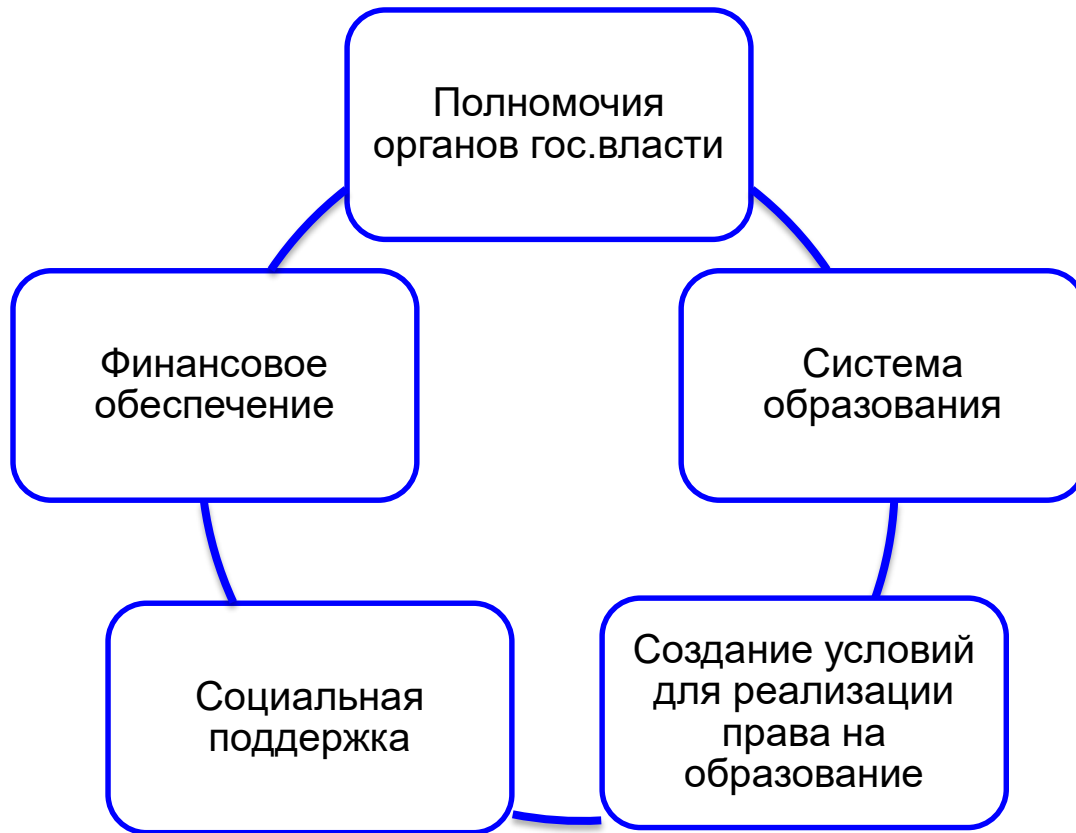 Полномочия
органов гос.власти
Финансовое
обеспечение
Система
образования
Социальная
поддержка
Создание условий
для реализации
права на
образование